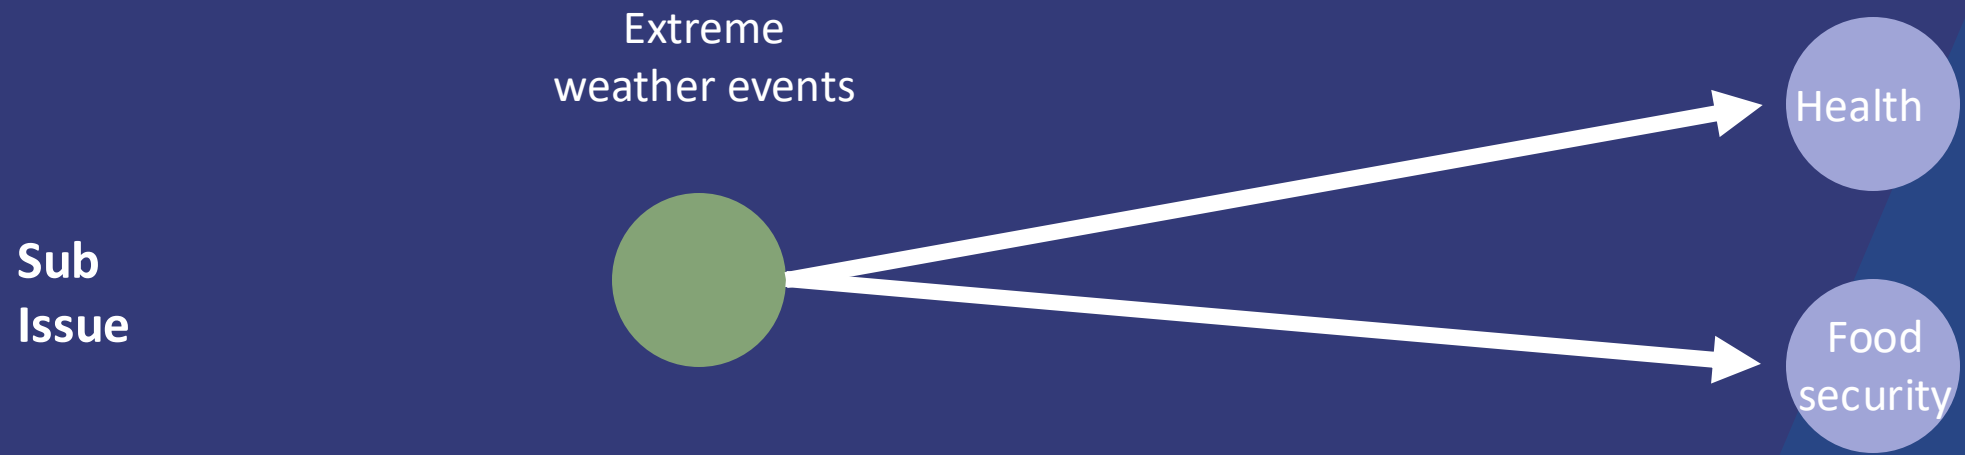 Extreme
weather events
Health
Sub
Issue
Food
security